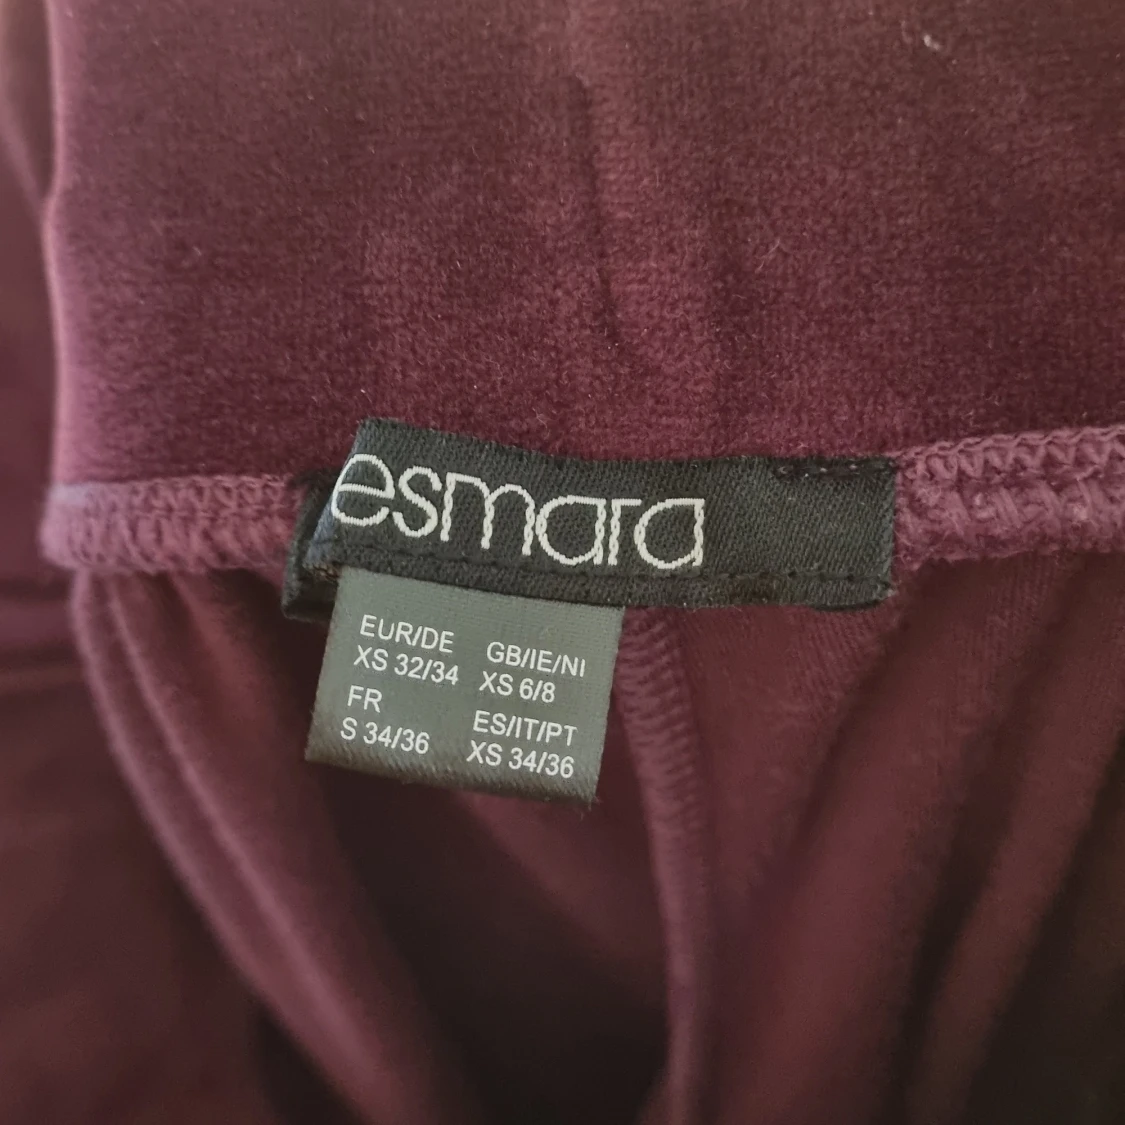 esmara
EUR/DE
XS 32/34
GB/IE/NI
XS 6/8
FR
S 34/36
ES/IT/PT
XS 34/36